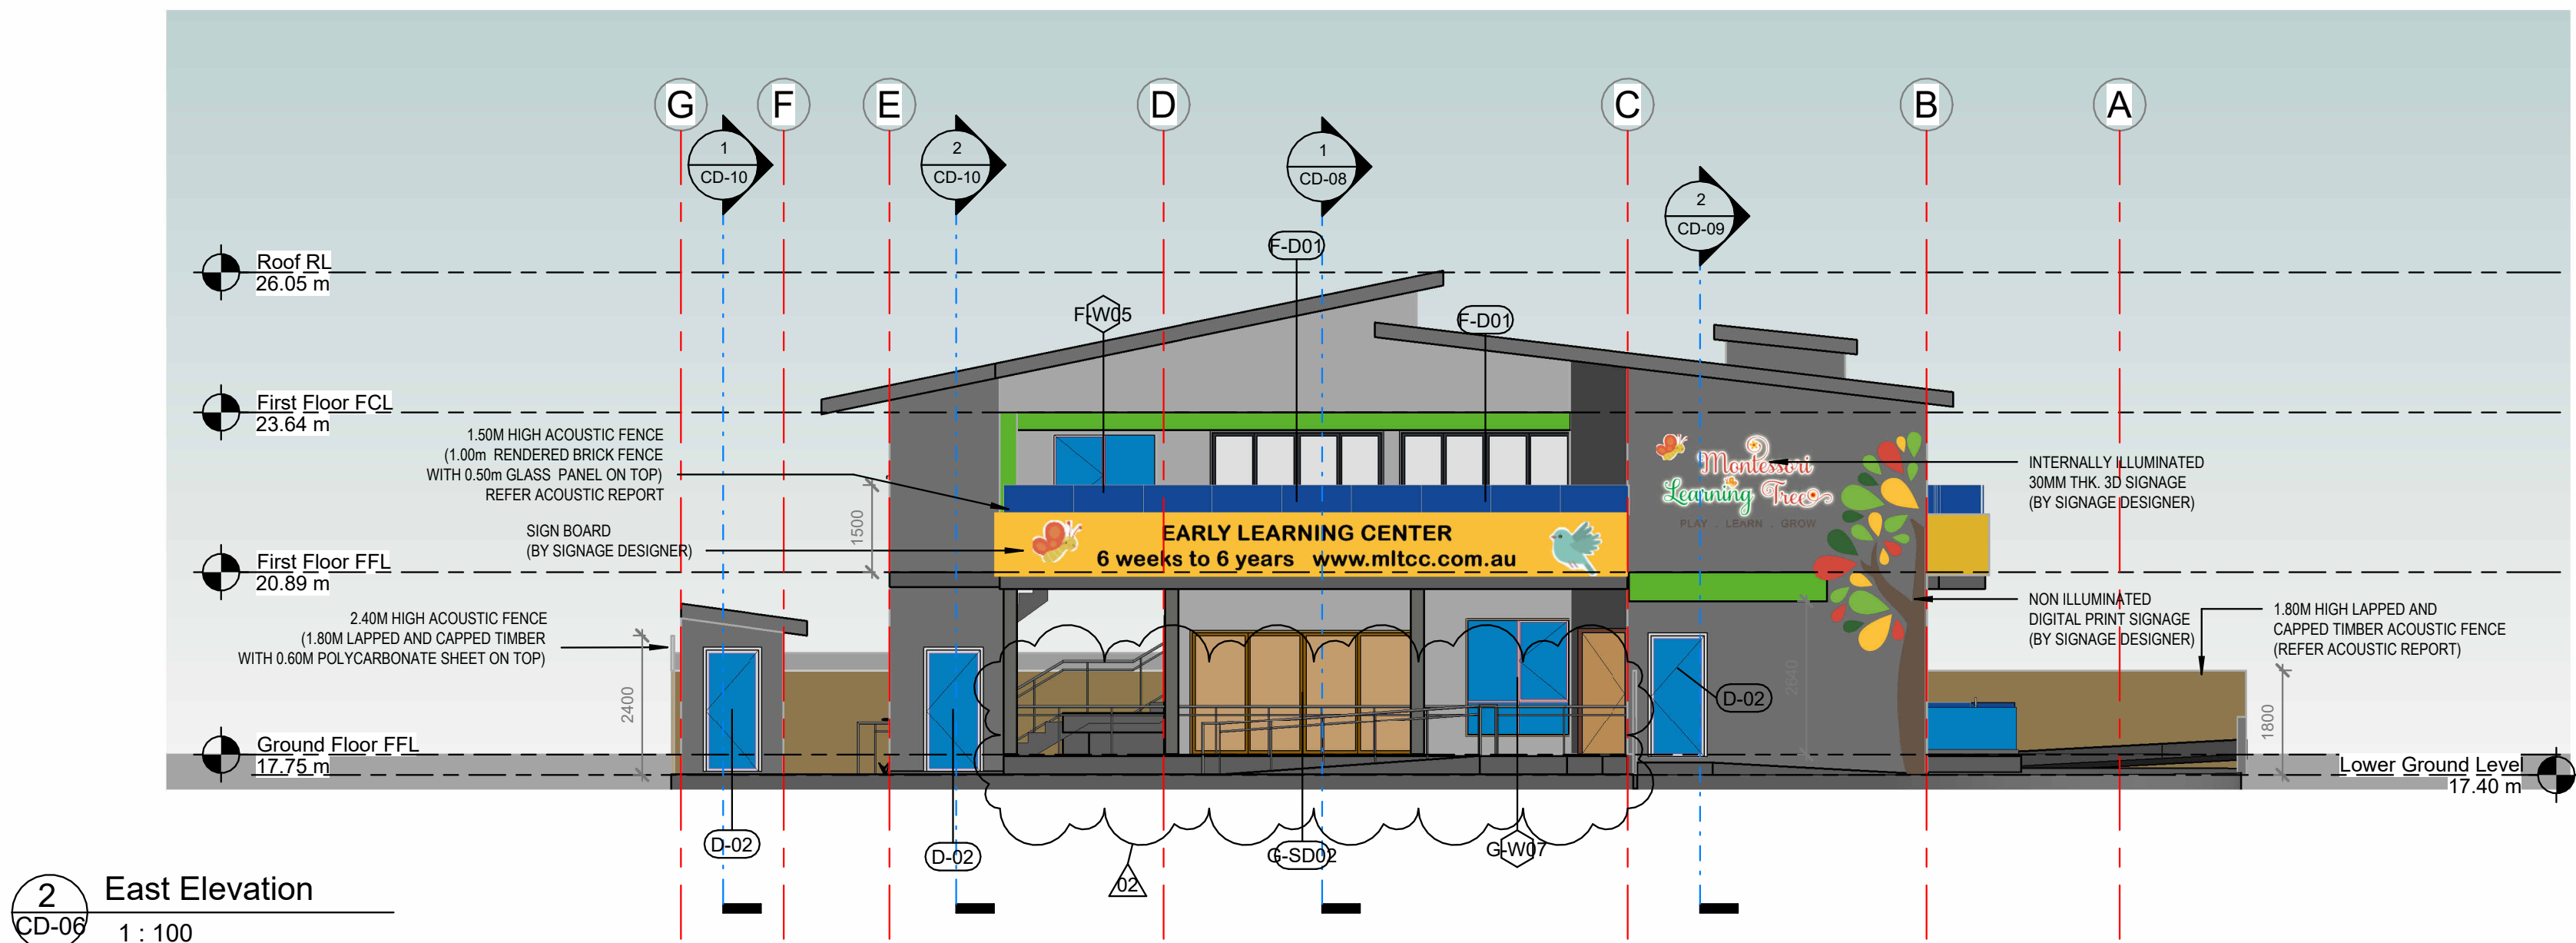 G
F
E
D
C
B
A
1
CD-10
2
CD-10
1
CD-08
2
CD-09
F-D01
Roof RL
26.05 m
F-W05
F-D01
First Floor FCL
23.64 m
1.50M HIGH ACOUSTIC FENCE
(1.00m RENDERED BRICK FENCE
WITH 0.50m GLASS PANEL ON TOP)
REFER ACOUSTIC REPORT
Montessori
Learning Tree
PLAY . LEARN . GROW
INTERNALLY ILLUMINATED
30MM THK. 3D SIGNAGE
(BY SIGNAGE DESIGNER)
1500
SIGN BOARD
(BY SIGNAGE DESIGNER)
EARLY LEARNING CENTER
6 weeks to 6 years www.mltcc.com.au
First Floor FFL
20.89 m
2.40M HIGH ACOUSTIC FENCE
(1.80M LAPPED AND CAPPED TIMBER
WITH 0.60M POLYCARBONATE SHEET ON TOP)
NON ILLUMINATED
DIGITAL PRINT SIGNAGE
(BY SIGNAGE DESIGNER)
1.80M HIGH LAPPED AND
CAPPED TIMBER ACOUSTIC FENCE
(REFER ACOUSTIC REPORT)
2400
2640
D-02
1800
Ground Floor FFL
17.75 m
Lower Ground Level
17.40 m
D-02
D-02
G-SD02
G-W07
02
2
CD-06
East Elevation
1 : 100